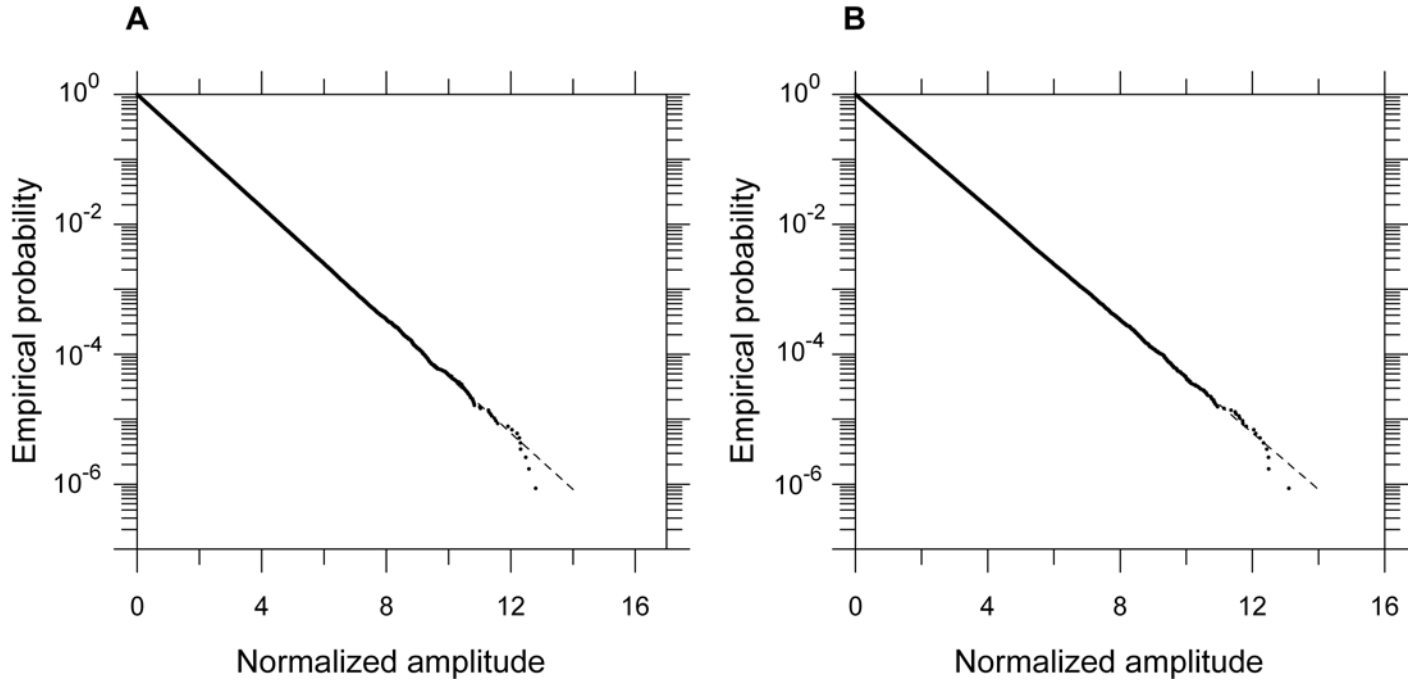 A
10^0
10^-2
10^-4
10^-6
Empirical probability
0 4 8 12 16
Normalized amplitude
B
10^0
10^-2
10^-4
10^-6
Empirical probability
0 4 8 12 16
Normalized amplitude